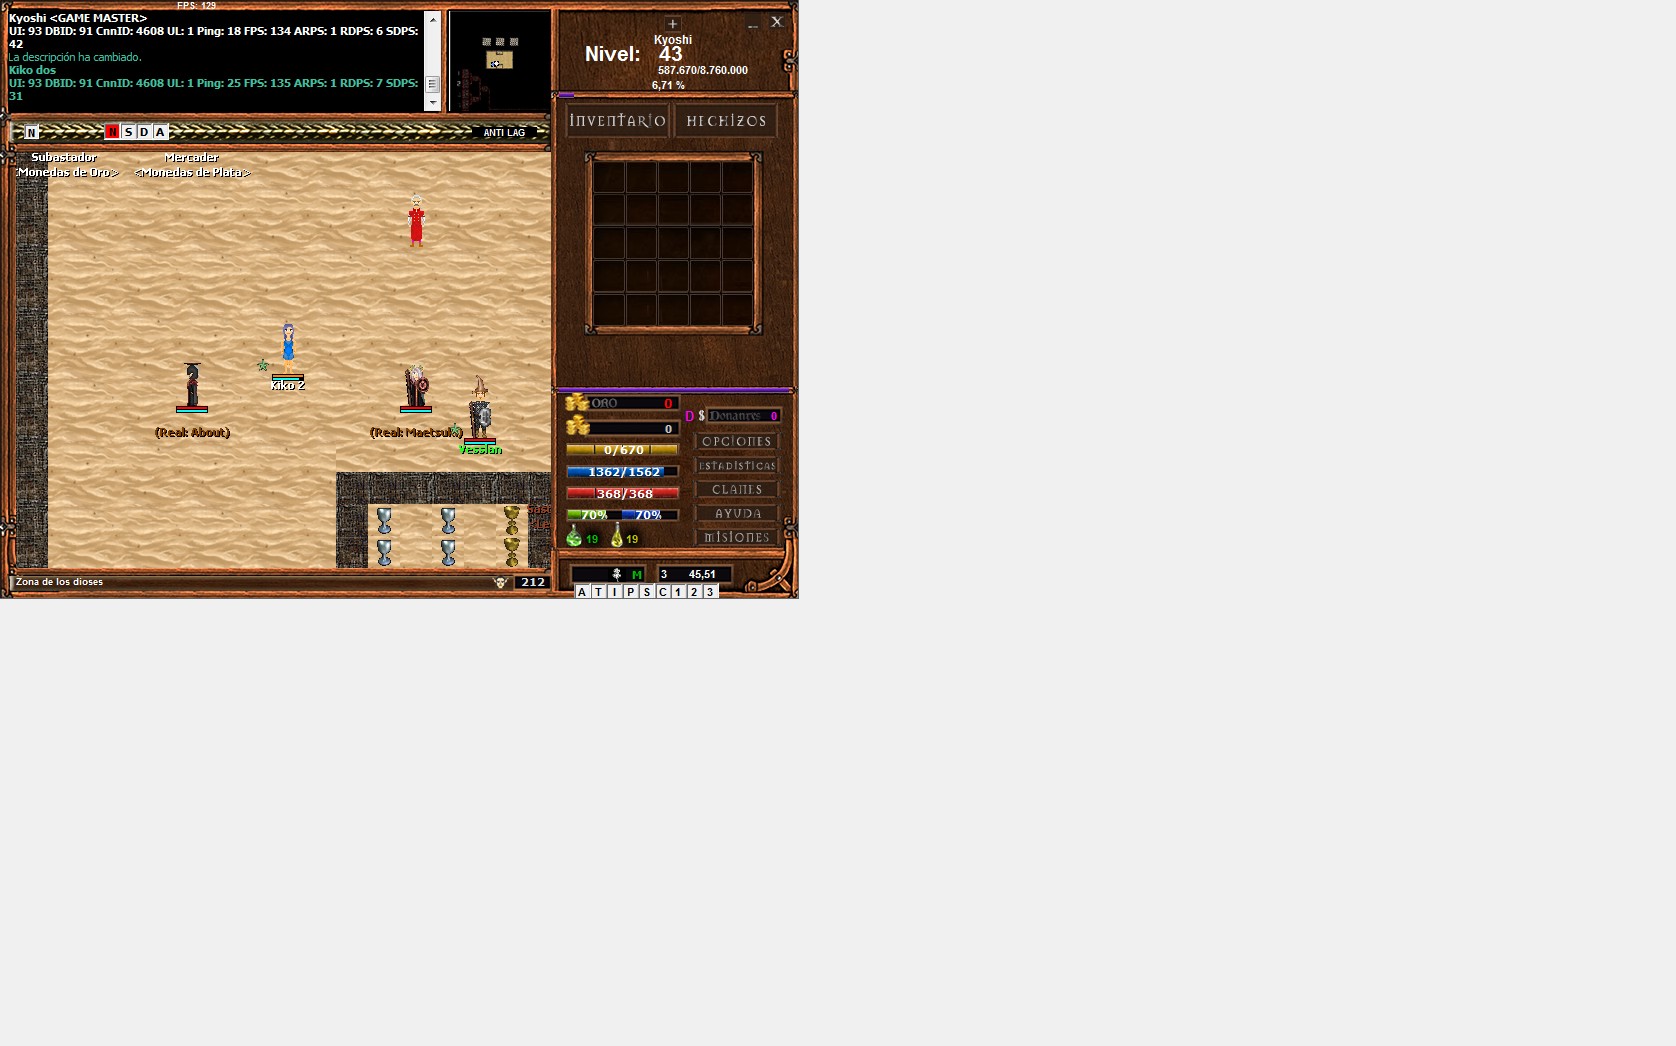 FPS: 129
Kyoshi <GAME MASTER>
UI: 93 DBID: 91 CnnID: 4608 UL: 1 Ping: 18 FPS: 134 ARPS: 1 RDPS: 6 SDPS:
42
La descripción ha cambiado.
Kiko dos
UI: 93 DBID: 91 CnnID: 4608 UL: 1 Ping: 25 FPS: 135 ARPS: 1 RDPS: 7 SDPS:
31
+
_ X
Kyoshi
Nivel: 43
587.670/8.760.000
6,71 %
INVENTARIO HECHIZOS
N
N S D A
ANTI LAG
Subastador
Monedas de Oro>
Mercader
<Monedas de Plata>
Kiko 2
(Real: About)
(Real: Maetsuki)
Vesslan
ORO 0
0
D $ Donantes 0
OPCIONES
0/670
ESTADÍSTICAS
1362/1562
CLANES
368/368
AYUDA
70% 70%
MISIONES
19 19
M
3 45,51
A T I P S C 1 2 3
Zona de los dioses
212